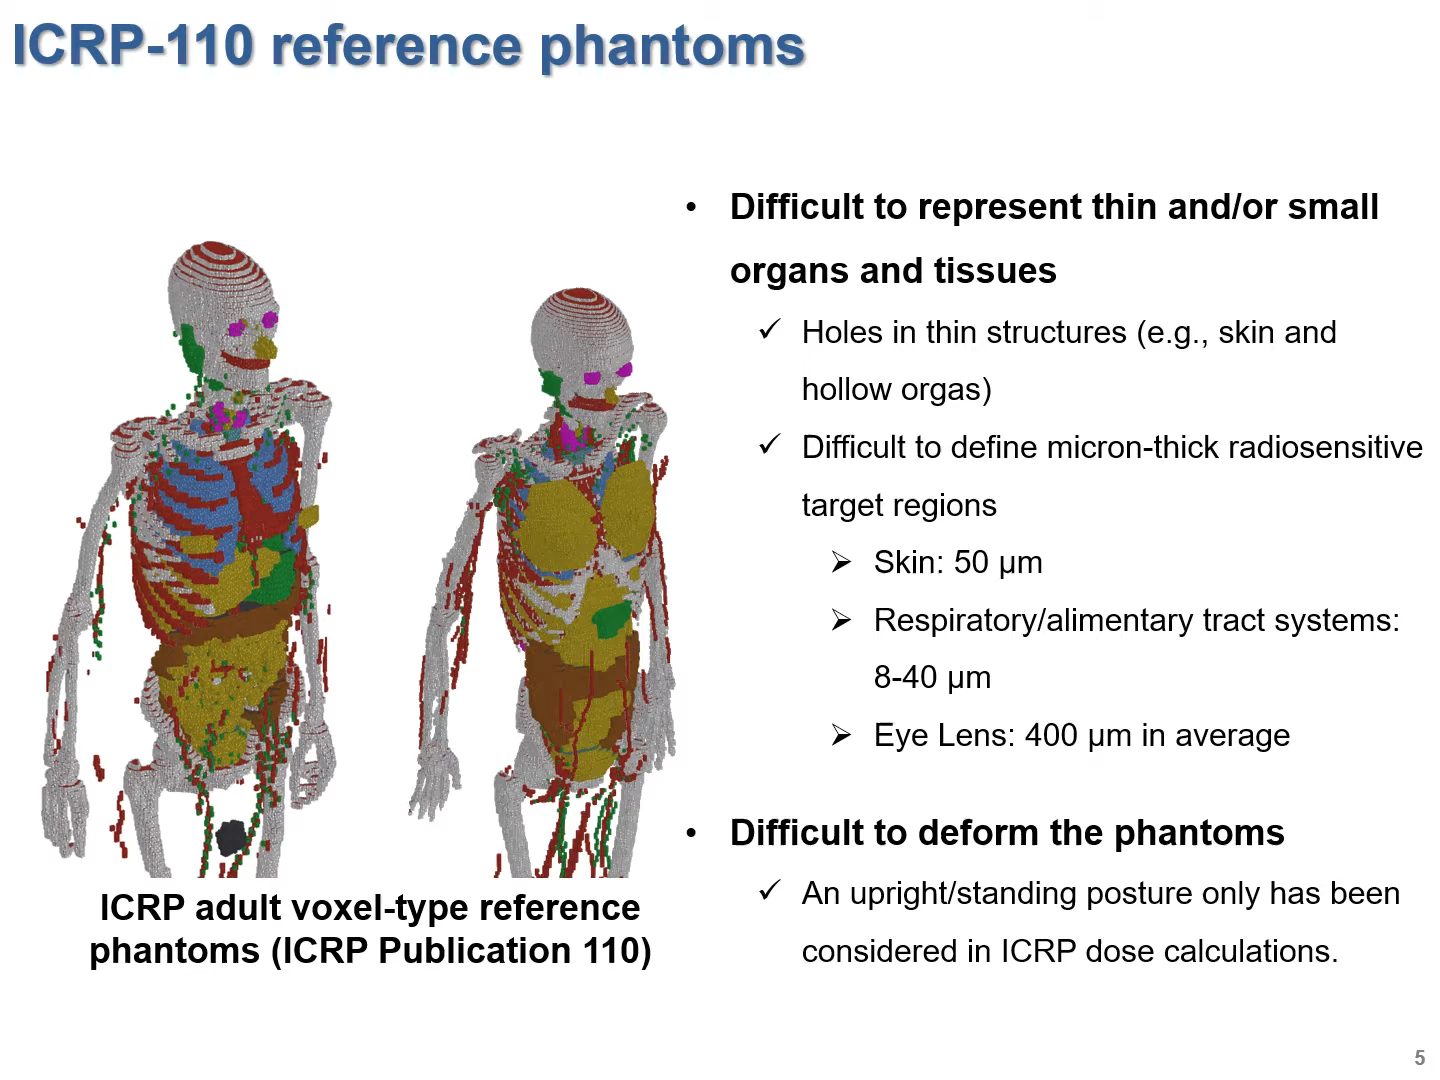 ICRP-110 reference phantoms
• Difficult to represent thin and/or small
organs and tissues
✓ Holes in thin structures (e.g., skin and
hollow orgas)
✓ Difficult to define micron-thick radiosensitive
target regions
➢ Skin: 50 μm
➢ Respiratory/alimentary tract systems:
8-40 μm
➢ Eye Lens: 400 μm in average
• Difficult to deform the phantoms
✓ An upright/standing posture only has been
considered in ICRP dose calculations.
ICRP adult voxel-type reference
phantoms (ICRP Publication 110)
5